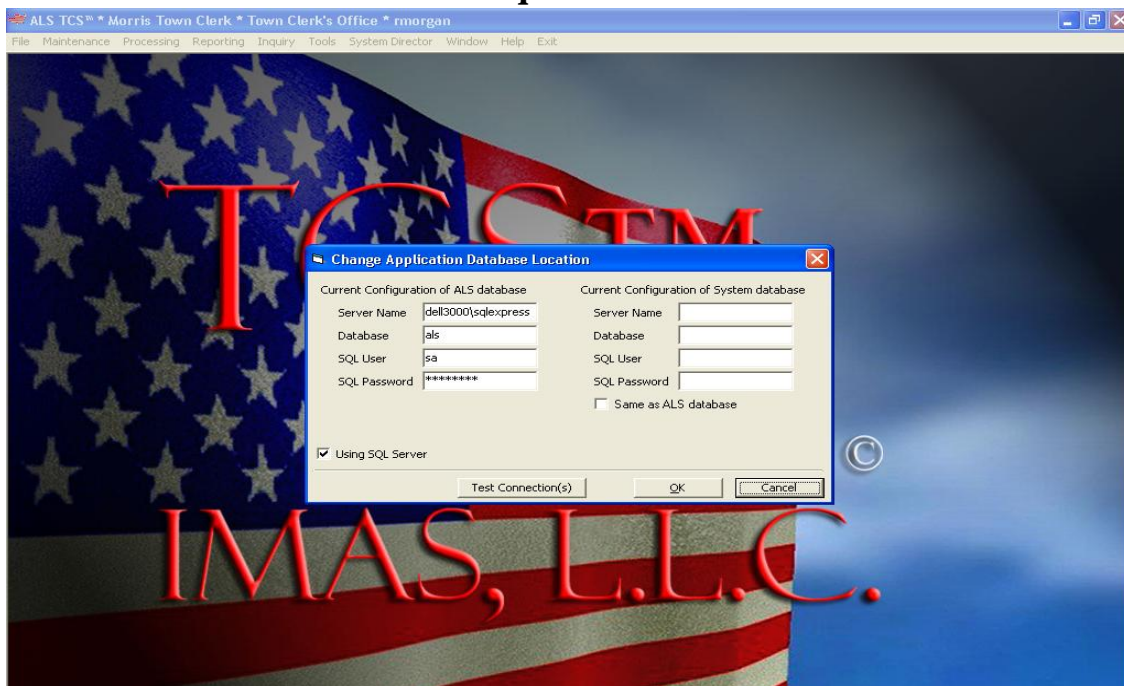 ALS TCS™ * Morris Town Clerk * Town Clerk's Office * rmorgan
File Maintenance Processing Reporting Inquiry Tools System Director Window Help Exit
TCSTM
Change Application Database Location
Current Configuration of ALS database
Server Name dell3000\sqlexpress
Database als
SQL User sa
SQL Password ********
Current Configuration of System database
Server Name
Database
SQL User
SQL Password
Same as ALS database
Using SQL Server
Test Connection(s) OK Cancel
©
IMAS, L.L.C.